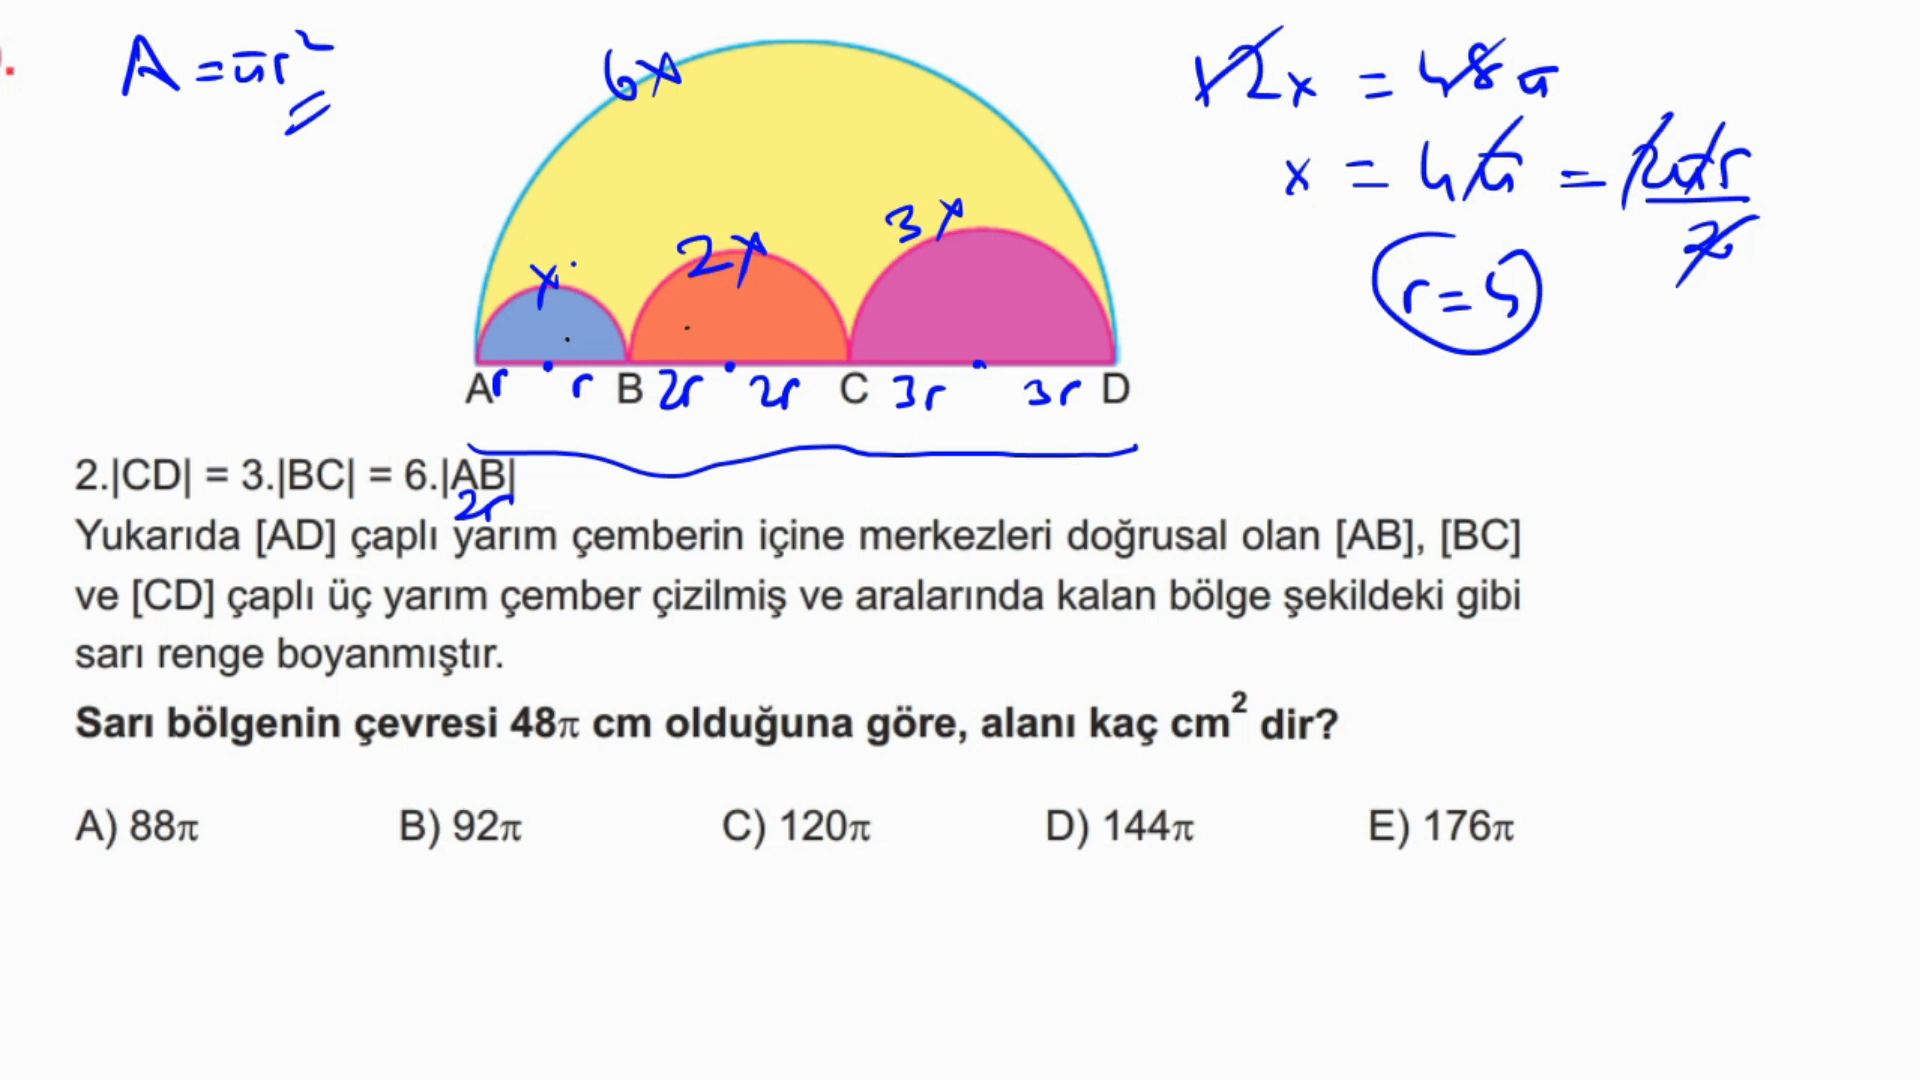 A = πr²
6x
12x = 48π
x = 4π = 2πr
2
r = 4
x
2x
3x
A r r B 2r 2r C 3r 3r D
2.|CD| = 3.|BC| = 6.|AB|
2r
Yukarıda [AD] çaplı yarım çemberin içine merkezleri doğrusal olan [AB], [BC]
ve [CD] çaplı üç yarım çember çizilmiş ve aralarında kalan bölge şekildeki gibi
sarı renge boyanmıştır.
Sarı bölgenin çevresi 48π cm olduğuna göre, alanı kaç cm² dir?
A) 88π B) 92π C) 120π D) 144π E) 176π